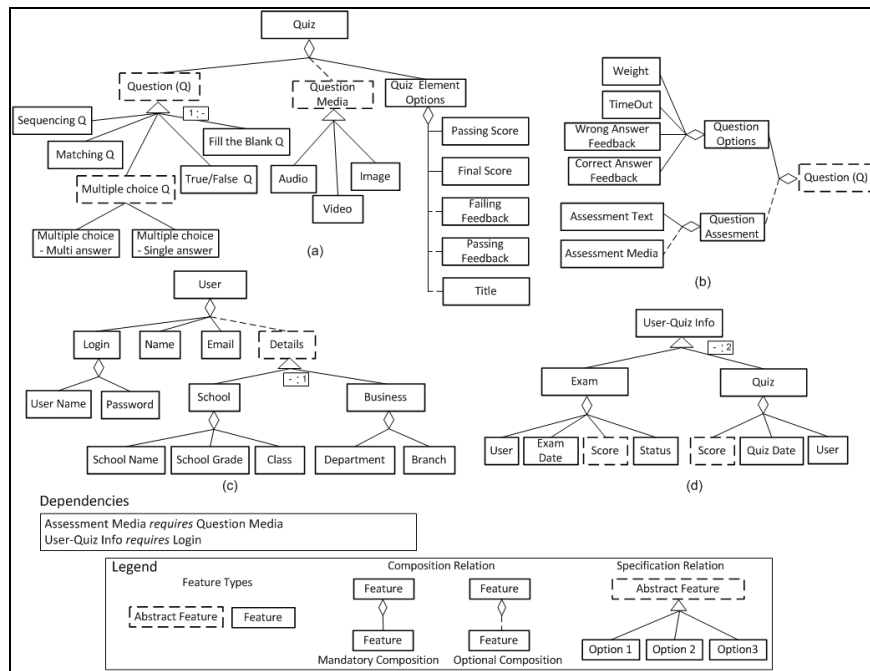 Quiz
Question (Q)
Question
Media
Quiz Element
Options
1 : -
Sequencing Q
Matching Q
Multiple choice Q
Fill the Blank Q
True/False Q
Multiple choice
- Multi answer
Multiple choice
- Single answer
Audio
Video
Image
Passing Score
Final Score
Failing
Feedback
Passing
Feedback
Title
(a)
Weight
TimeOut
Wrong Answer
Feedback
Correct Answer
Feedback
Question
Options
Question (Q)
Assessment Text
Assessment Media
Question
Assesment
(b)
User
Login
Name
Email
Details
- : 1
User Name
Password
School
Business
School Name
School Grade
Class
Department
Branch
(c)
User-Quiz Info
- : 2
Exam
Quiz
User
Exam
Date
Score
Status
Score
Quiz Date
User
(d)
Dependencies
Assessment Media requires Question Media
User-Quiz Info requires Login
Legend
Feature Types
Abstract Feature
Feature
Composition Relation
Feature
Feature
Mandatory Composition
Feature
Feature
Optional Composition
Specification Relation
Abstract Feature
Option 1
Option 2
Option3